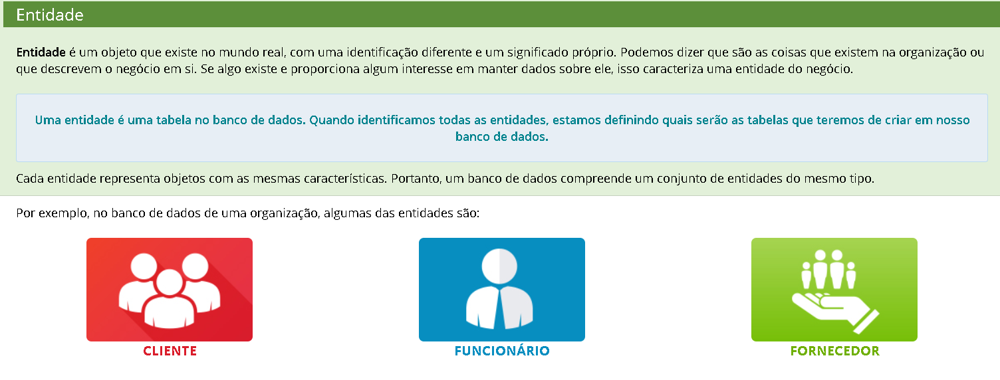 Entidade
Entidade é um objeto que existe no mundo real, com uma identificação diferente e um significado próprio. Podemos dizer que são as coisas que existem na organização ou
que descrevem o negócio em si. Se algo existe e proporciona algum interesse em manter dados sobre ele, isso caracteriza uma entidade do negócio.
Uma entidade é uma tabela no banco de dados. Quando identificamos todas as entidades, estamos definindo quais serão as tabelas que teremos de criar em nosso
banco de dados.
Cada entidade representa objetos com as mesmas características. Portanto, um banco de dados compreende um conjunto de entidades do mesmo tipo.
Por exemplo, no banco de dados de uma organização, algumas das entidades são:
CLIENTE
FUNCIONÁRIO
FORNECEDOR